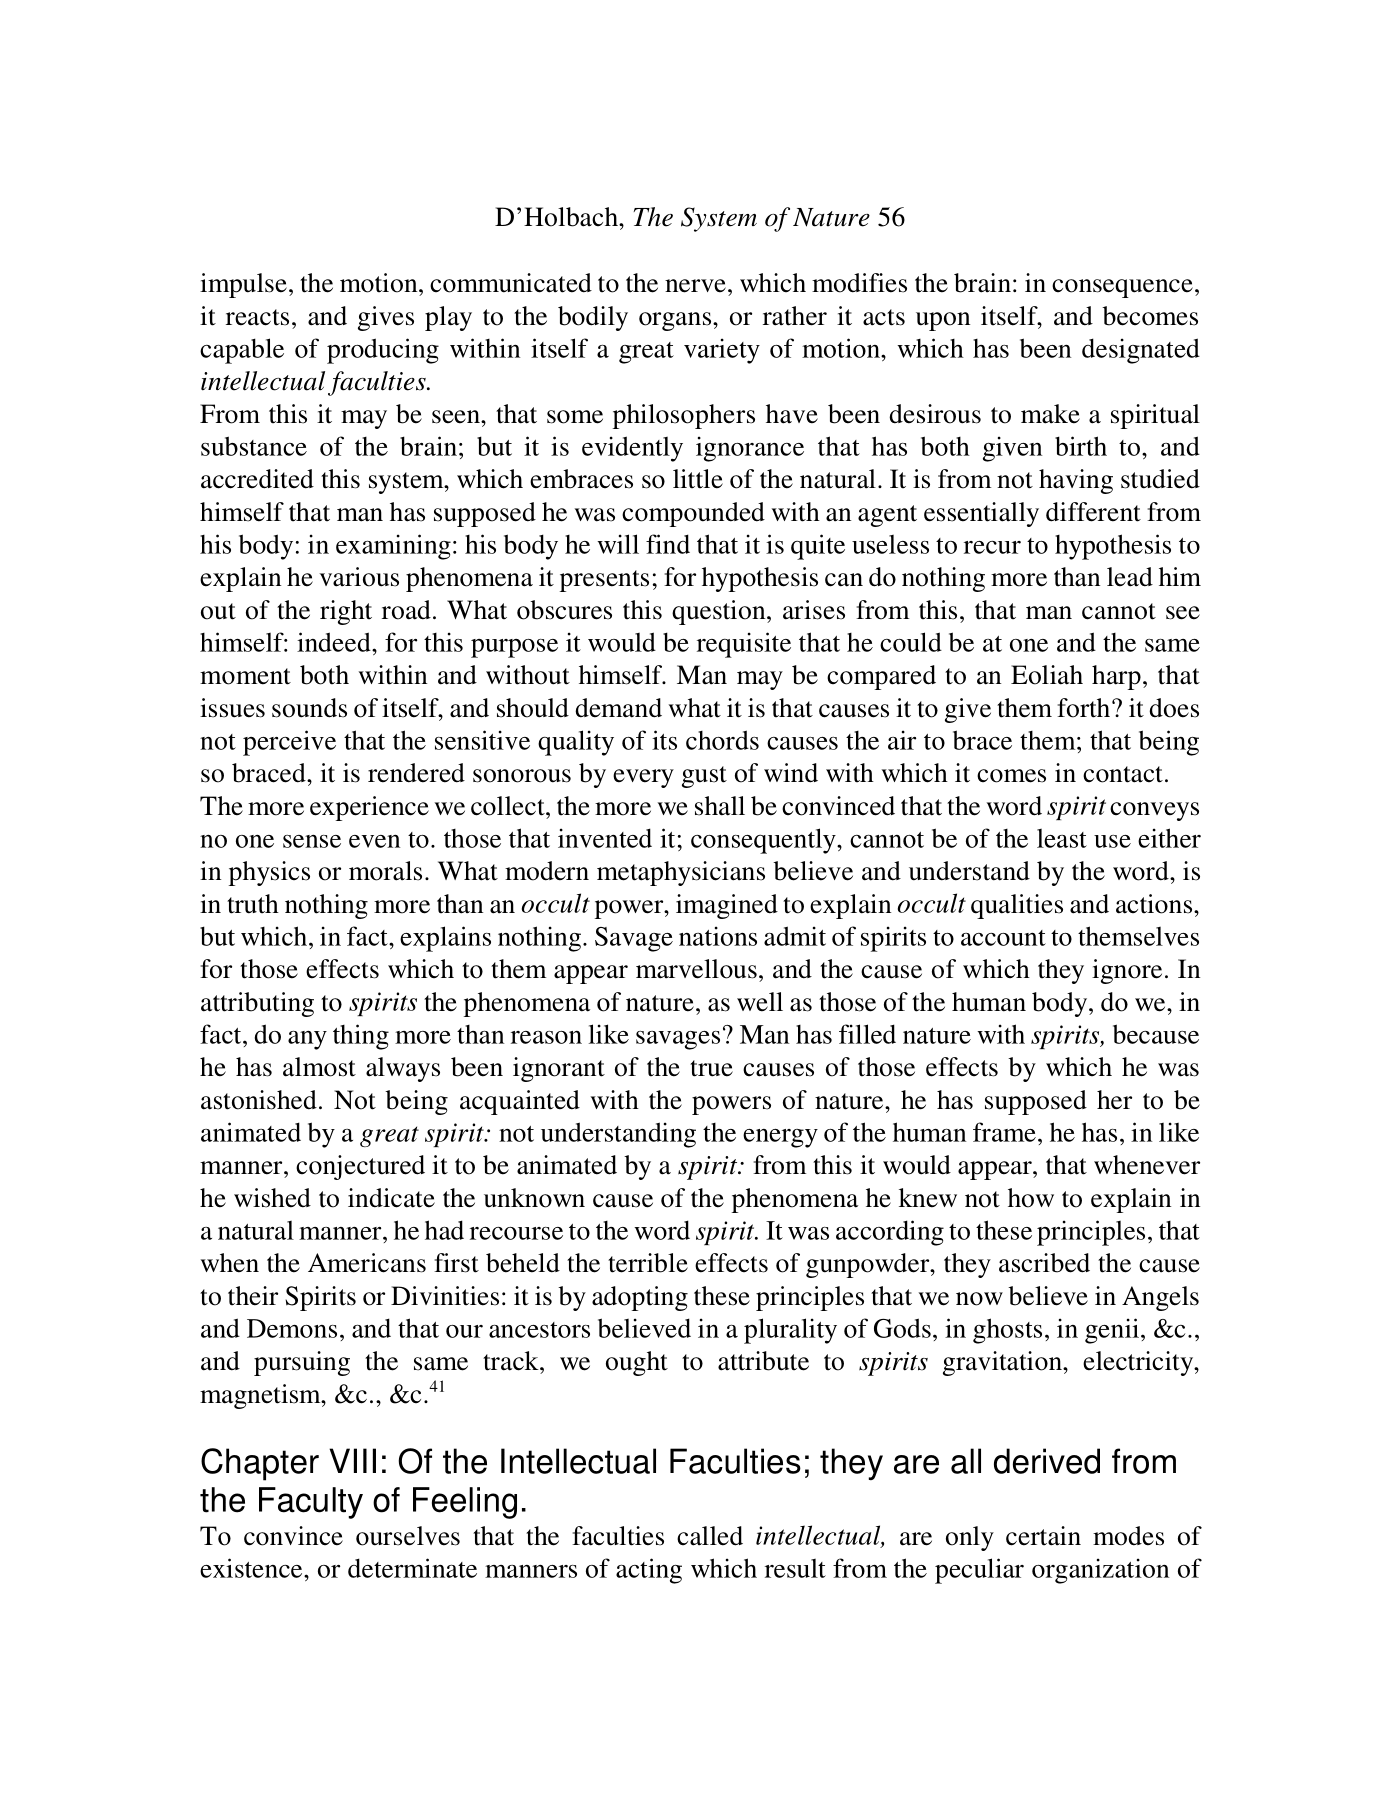 D’Holbach, The System of Nature 56
impulse, the motion, communicated to the nerve, which modifies the brain: in consequence,
it reacts, and gives play to the bodily organs, or rather it acts upon itself, and becomes
capable of producing within itself a great variety of motion, which has been designated
intellectual faculties.
From this it may be seen, that some philosophers have been desirous to make a spiritual
substance of the brain; but it is evidently ignorance that has both given birth to, and
accredited this system, which embraces so little of the natural. It is from not having studied
himself that man has supposed he was compounded with an agent essentially different from
his body: in examining: his body he will find that it is quite useless to recur to hypothesis to
explain he various phenomena it presents; for hypothesis can do nothing more than lead him
out of the right road. What obscures this question, arises from this, that man cannot see
himself: indeed, for this purpose it would be requisite that he could be at one and the same
moment both within and without himself. Man may be compared to an Eoliah harp, that
issues sounds of itself, and should demand what it is that causes it to give them forth? it does
not perceive that the sensitive quality of its chords causes the air to brace them; that being
so braced, it is rendered sonorous by every gust of wind with which it comes in contact.
The more experience we collect, the more we shall be convinced that the word spirit conveys
no one sense even to. those that invented it; consequently, cannot be of the least use either
in physics or morals. What modern metaphysicians believe and understand by the word, is
in truth nothing more than an occult power, imagined to explain occult qualities and actions,
but which, in fact, explains nothing. Savage nations admit of spirits to account to themselves
for those effects which to them appear marvellous, and the cause of which they ignore. In
attributing to spirits the phenomena of nature, as well as those of the human body, do we, in
fact, do any thing more than reason like savages? Man has filled nature with spirits, because
he has almost always been ignorant of the true causes of those effects by which he was
astonished. Not being acquainted with the powers of nature, he has supposed her to be
animated by a great spirit: not understanding the energy of the human frame, he has, in like
manner, conjectured it to be animated by a spirit: from this it would appear, that whenever
he wished to indicate the unknown cause of the phenomena he knew not how to explain in
a natural manner, he had recourse to the word spirit. It was according to these principles, that
when the Americans first beheld the terrible effects of gunpowder, they ascribed the cause
to their Spirits or Divinities: it is by adopting these principles that we now believe in Angels
and Demons, and that our ancestors believed in a plurality of Gods, in ghosts, in genii, &c.,
and pursuing the same track, we ought to attribute to spirits gravitation, electricity,
magnetism, &c., &c.41
Chapter VIII: Of the Intellectual Faculties; they are all derived from
the Faculty of Feeling.
To convince ourselves that the faculties called intellectual, are only certain modes of
existence, or determinate manners of acting which result from the peculiar organization of